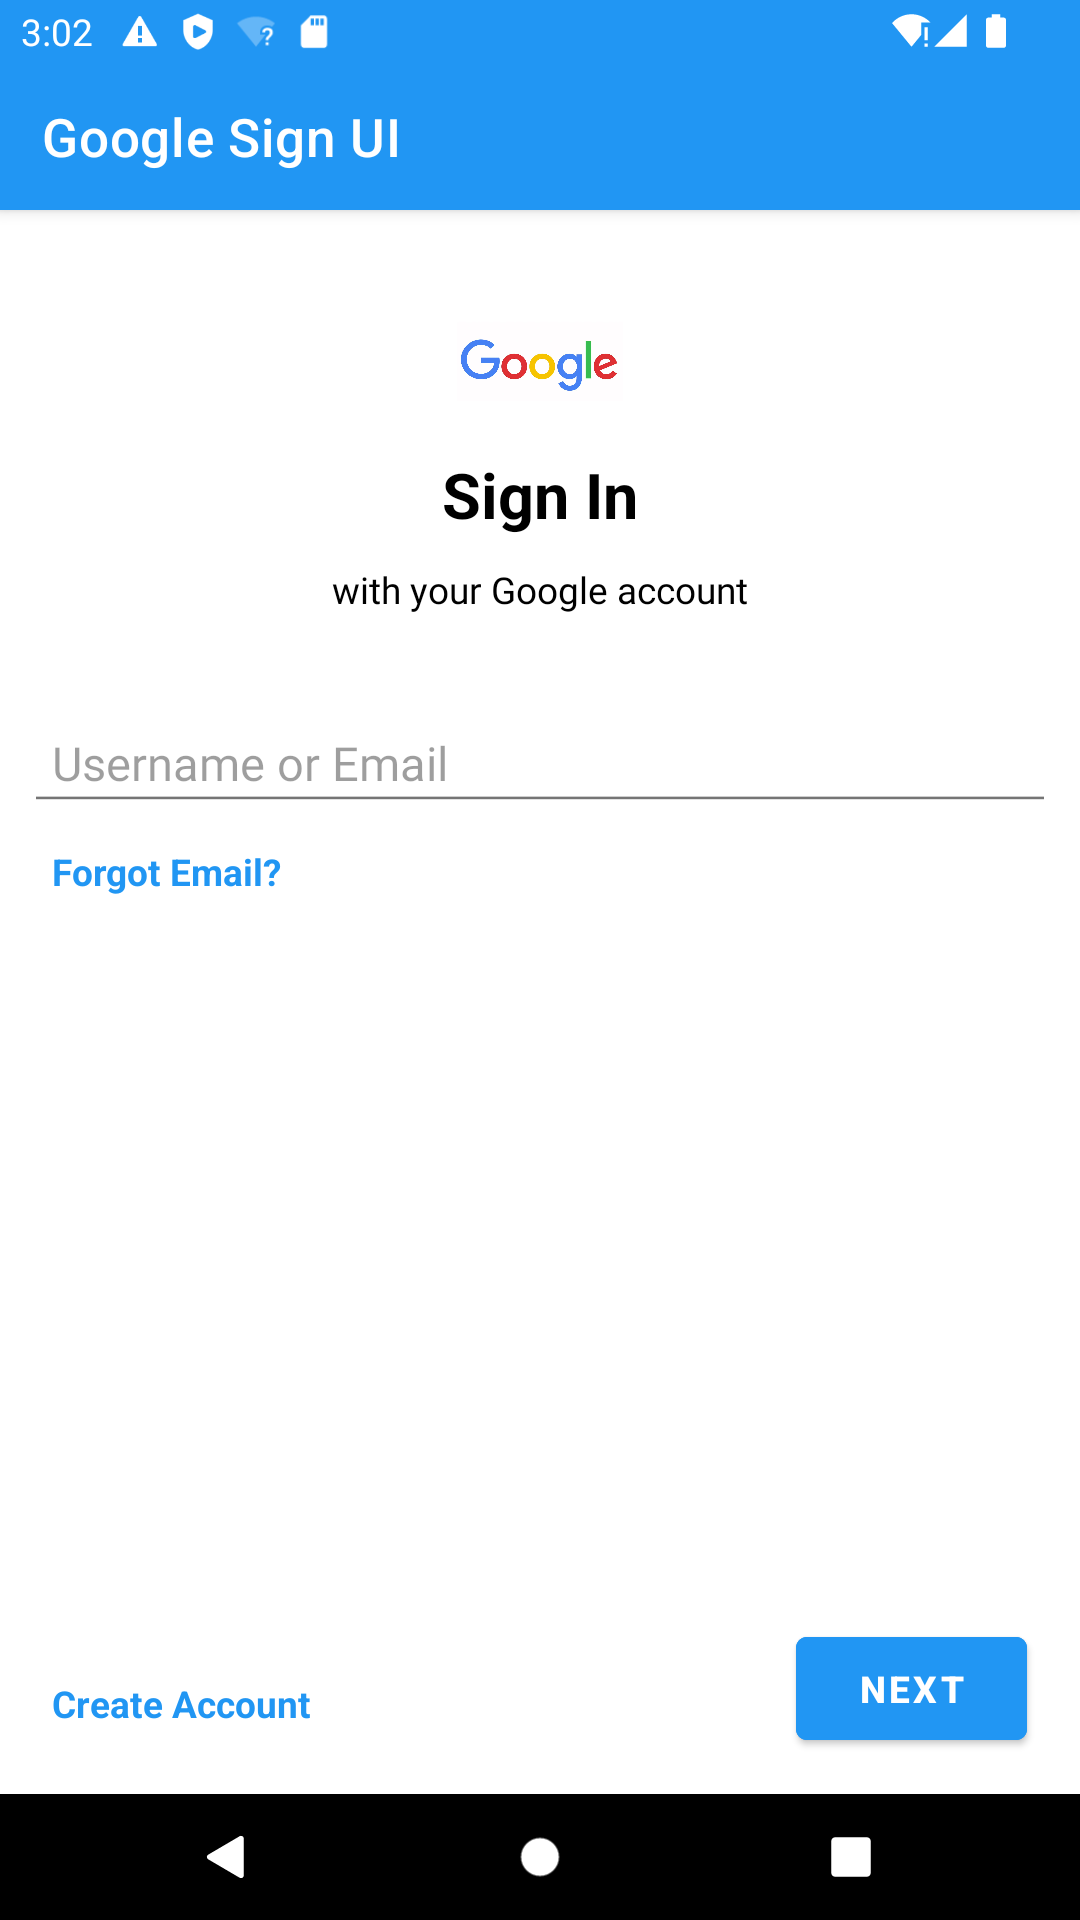 3:02
Google Sign UI
Google
Sign In
with your Google account
Username or Email
Forgot Email?
Create Account
NEXT